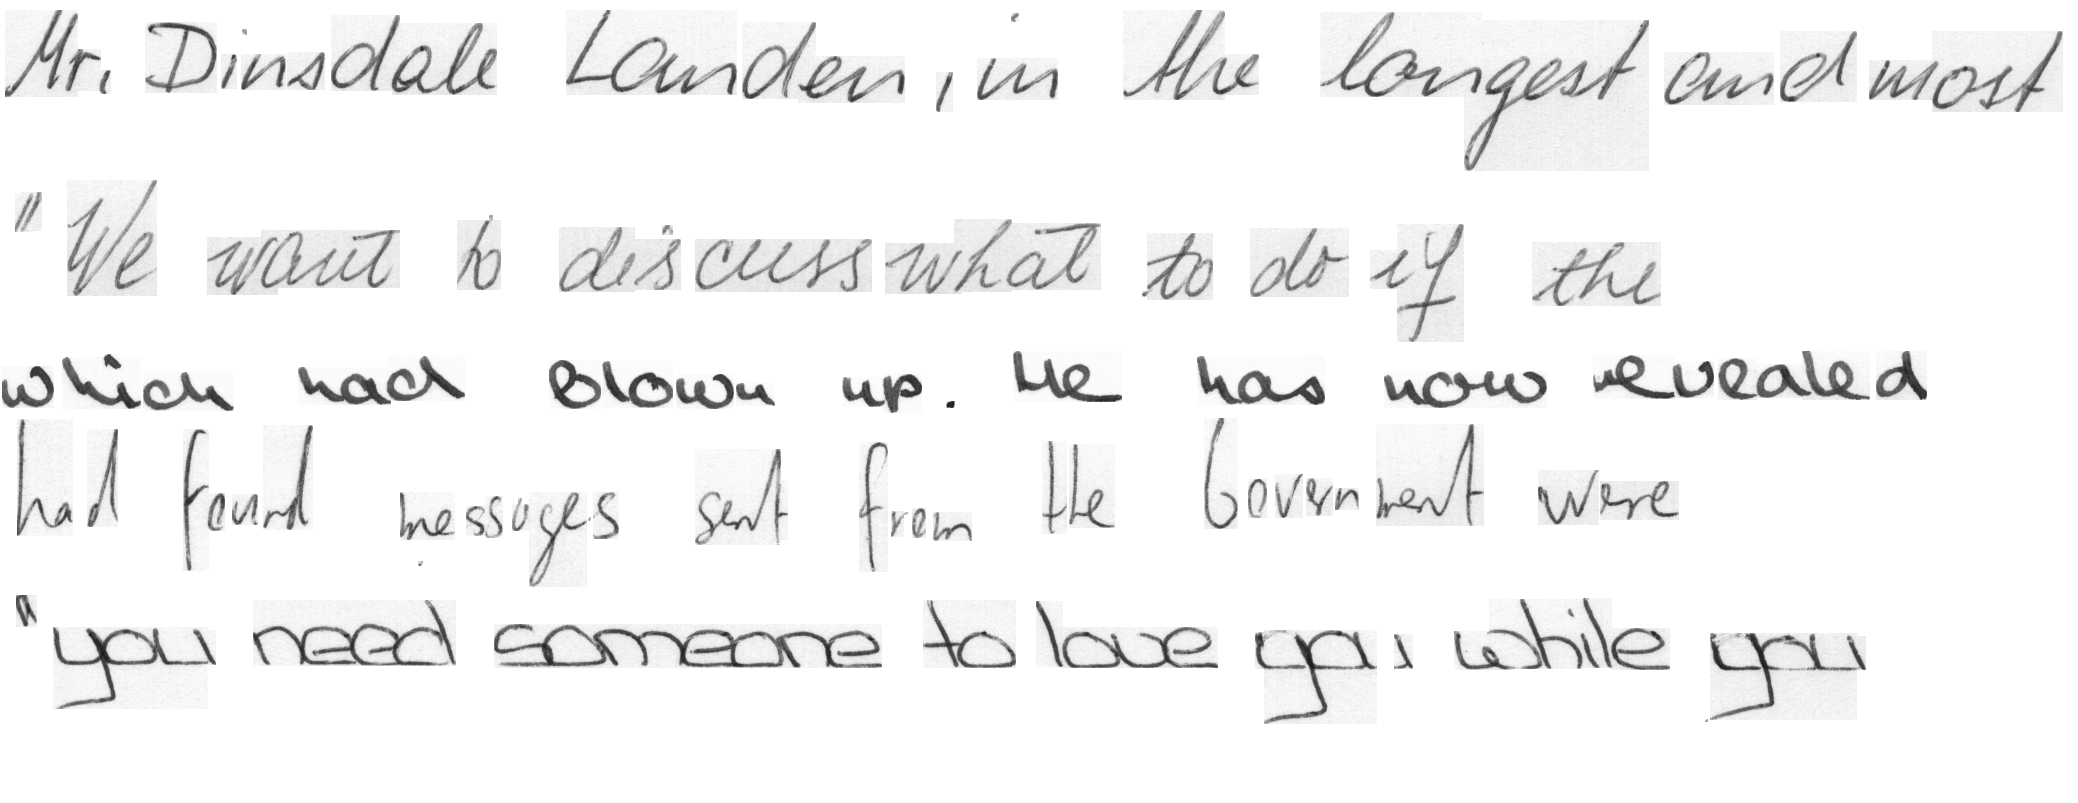 Mr. Dinsdale Landen, in the longest and most
"We want to discuss what to do if the
which had blown up. He has now revealed
had found messages sent from the Government were
"you need someone to love you while you